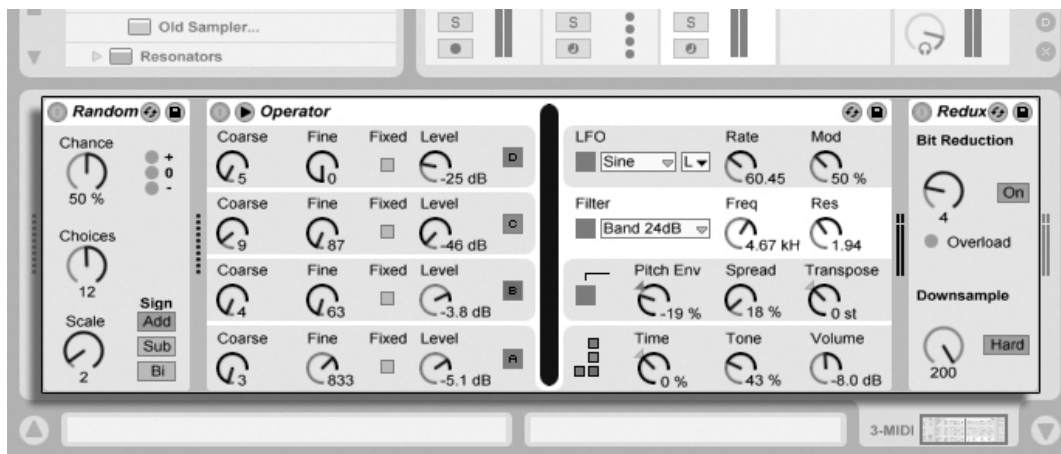 Old Sampler...
Resonators
S S S
D
Random
Chance
50 %
+
0
-
Choices
12
Scale
2
Sign
Add
Sub
Bi
Operator
Coarse Fine Fixed Level
5 0 -25 dB D
Coarse Fine Fixed Level
9 87 -46 dB C
Coarse Fine Fixed Level
4 63 -3.8 dB B
Coarse Fine Fixed Level
3 833 -5.1 dB A
LFO Rate Mod
Sine L 60.45 50 %
Filter Freq Res
Band 24dB 4.67 kH 1.94
Pitch Env Spread Transpose
-19 % 18 % 0 st
Time Tone Volume
0 % 43 % -8.0 dB
Redux
Bit Reduction
4 On
Overload
Downsample
200 Hard
3-MIDI